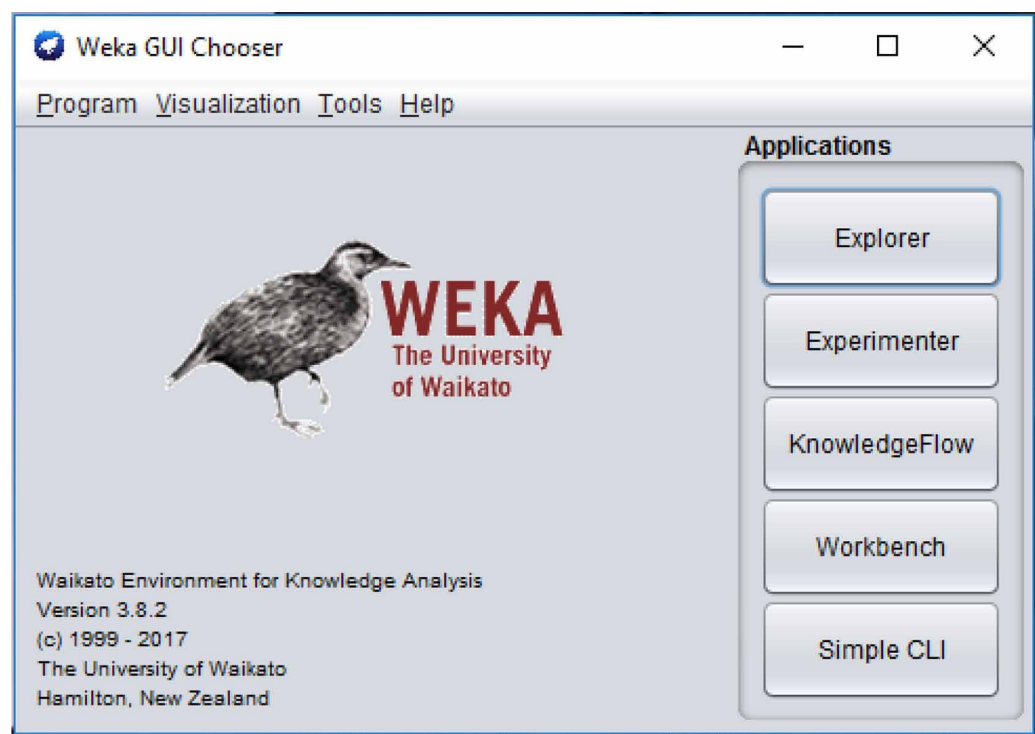 Weka GUI Chooser
Program Visualization Tools Help
Applications
Explorer
Experimenter
KnowledgeFlow
Workbench
Simple CLI
WEKA
The University
of Waikato
Waikato Environment for Knowledge Analysis
Version 3.8.2
(c) 1999 - 2017
The University of Waikato
Hamilton, New Zealand